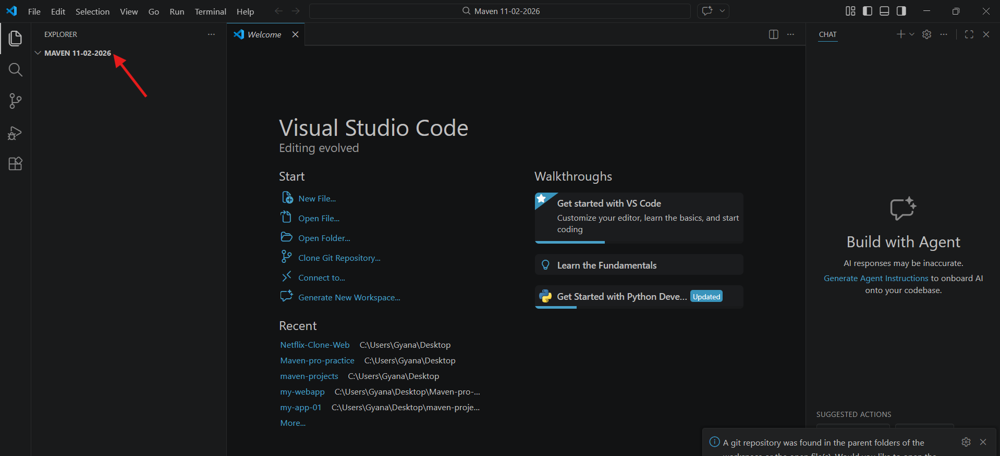 File Edit Selection View Go Run Terminal Help
Maven 11-02-2026
EXPLORER
MAVEN 11-02-2026
Welcome
CHAT
Visual Studio Code
Editing evolved
Start
New File...
Open File...
Open Folder...
Clone Git Repository...
Connect to...
Generate New Workspace...
Recent
Netflix-Clone-Web C:\Users\Gyana\Desktop
Maven-pro-practice C:\Users\Gyana\Desktop
maven-projects C:\Users\Gyana\Desktop
my-webapp C:\Users\Gyana\Desktop\Maven-pro-...
my-app-01 C:\Users\Gyana\Desktop\maven-proje...
More...
Walkthroughs
Get started with VS Code
Customize your editor, learn the basics, and start
coding
Learn the Fundamentals
Get Started with Python Deve... Updated
Build with Agent
AI responses may be inaccurate.
Generate Agent Instructions to onboard AI
onto your codebase.
SUGGESTED ACTIONS
A git repository was found in the parent folders of the